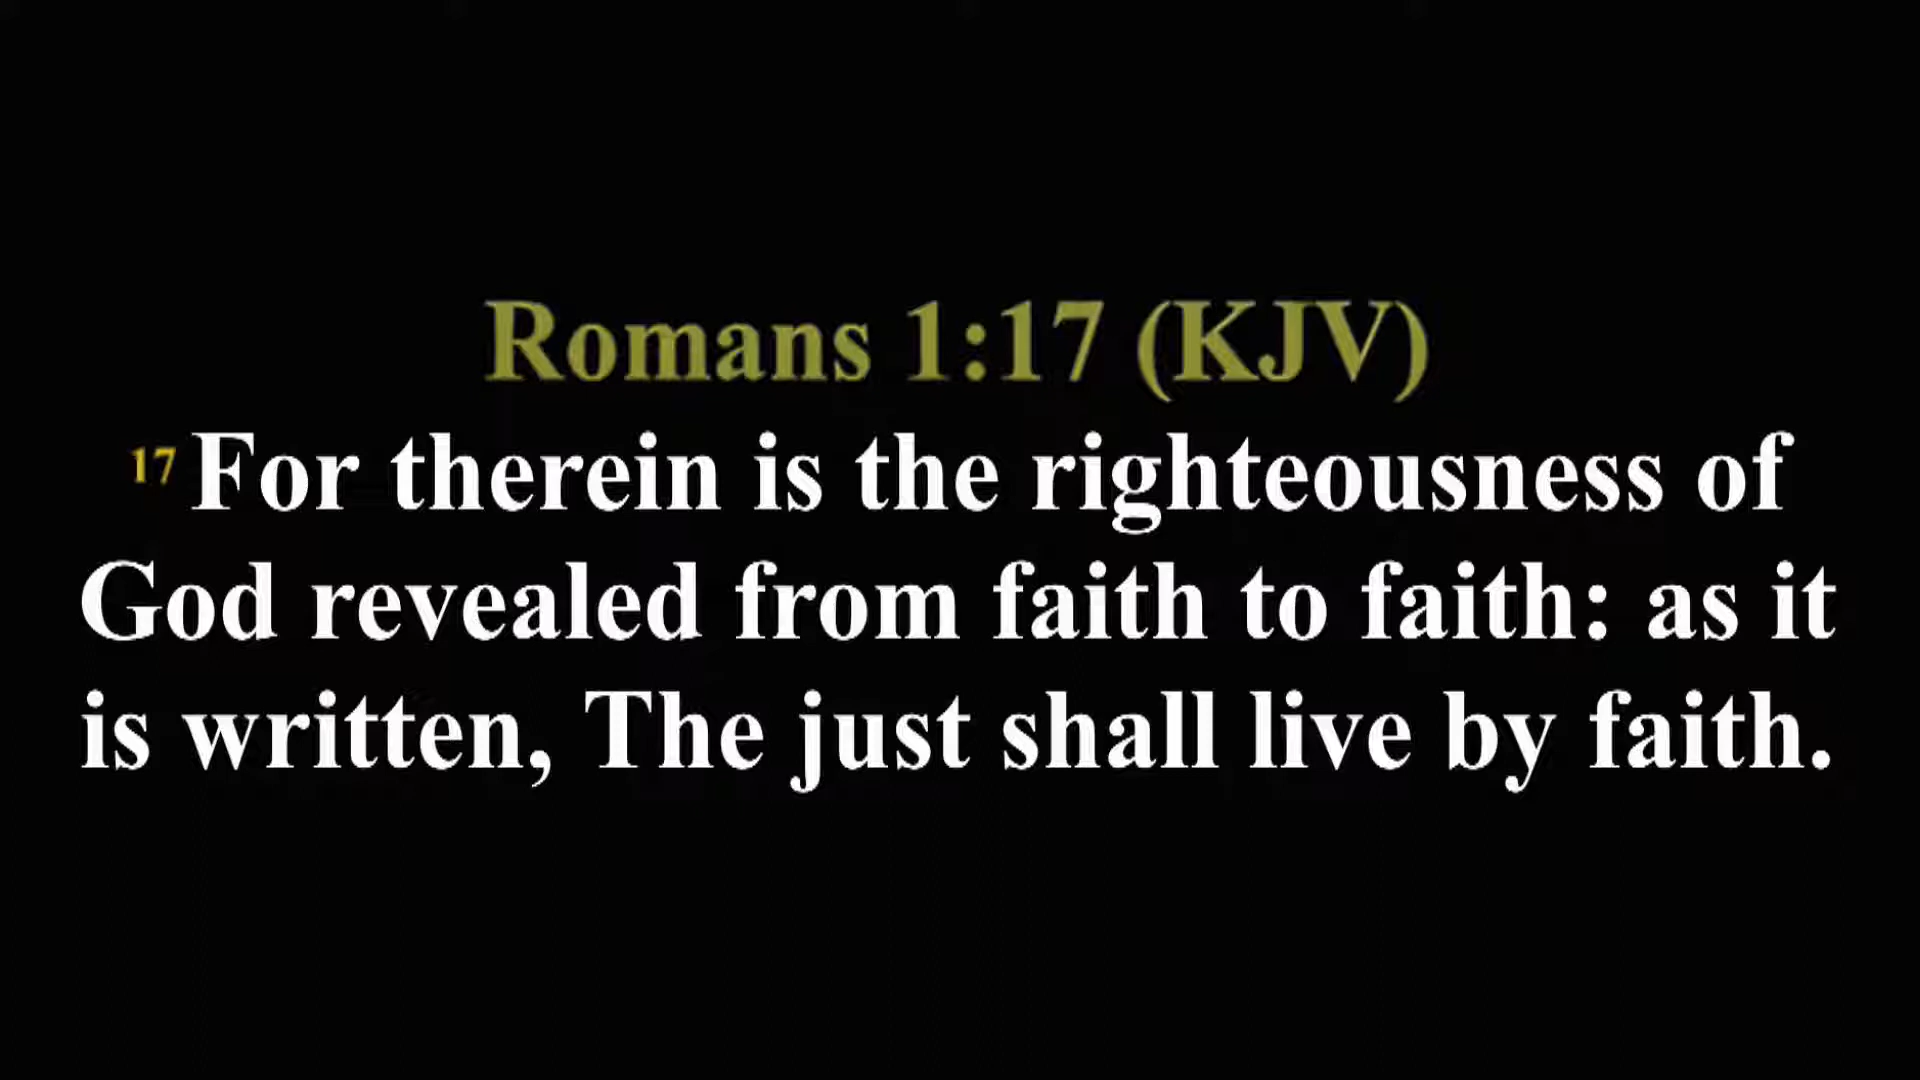 Romans 1:17 (KJV)
17 For therein is the righteousness of
God revealed from faith to faith: as it
is written, The just shall live by faith.